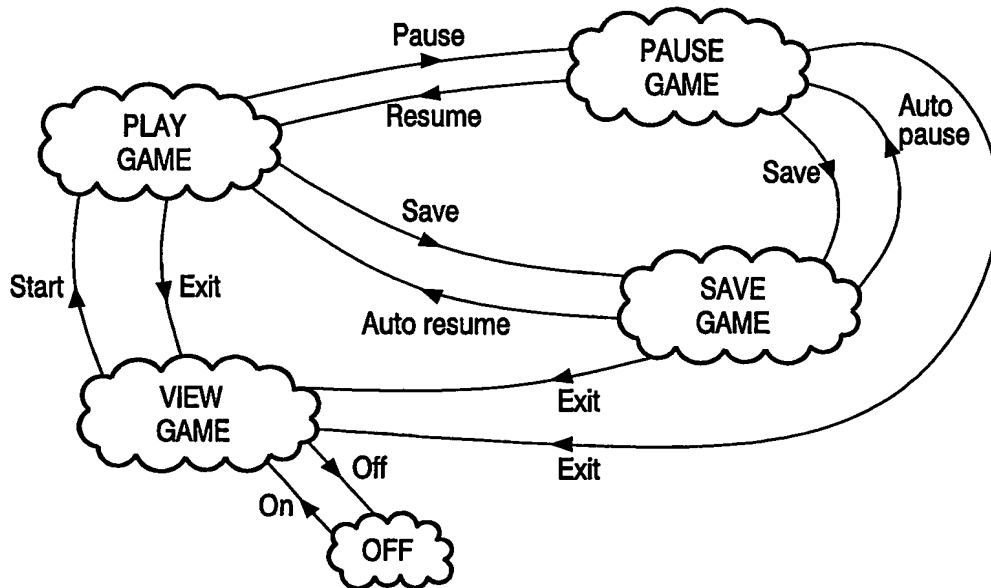 Pause
PAUSE
GAME
Resume
Auto
pause
PLAY
GAME
Save
Save
Start
Exit
SAVE
GAME
Auto resume
VIEW
GAME
Exit
Exit
Off
On
OFF